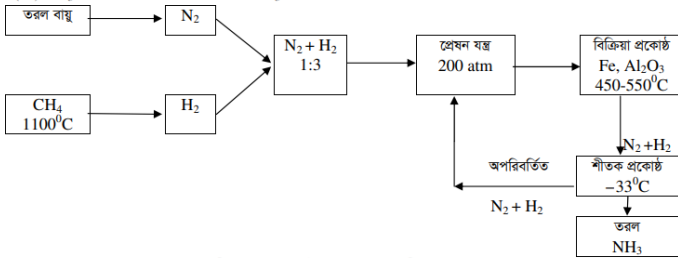 তরল বায়ু
N₂
CH₄
1100⁰C
H₂
N₂ + H₂
1:3
প্রেষন যন্ত্র
200 atm
বিক্রিয়া প্রকোষ্ঠ
Fe, Al₂O₃
450-550⁰C
N₂ +H₂
শীতক প্রকোষ্ঠ
−33⁰C
অপরিবর্তিত
N₂ + H₂
তরল
NH₃